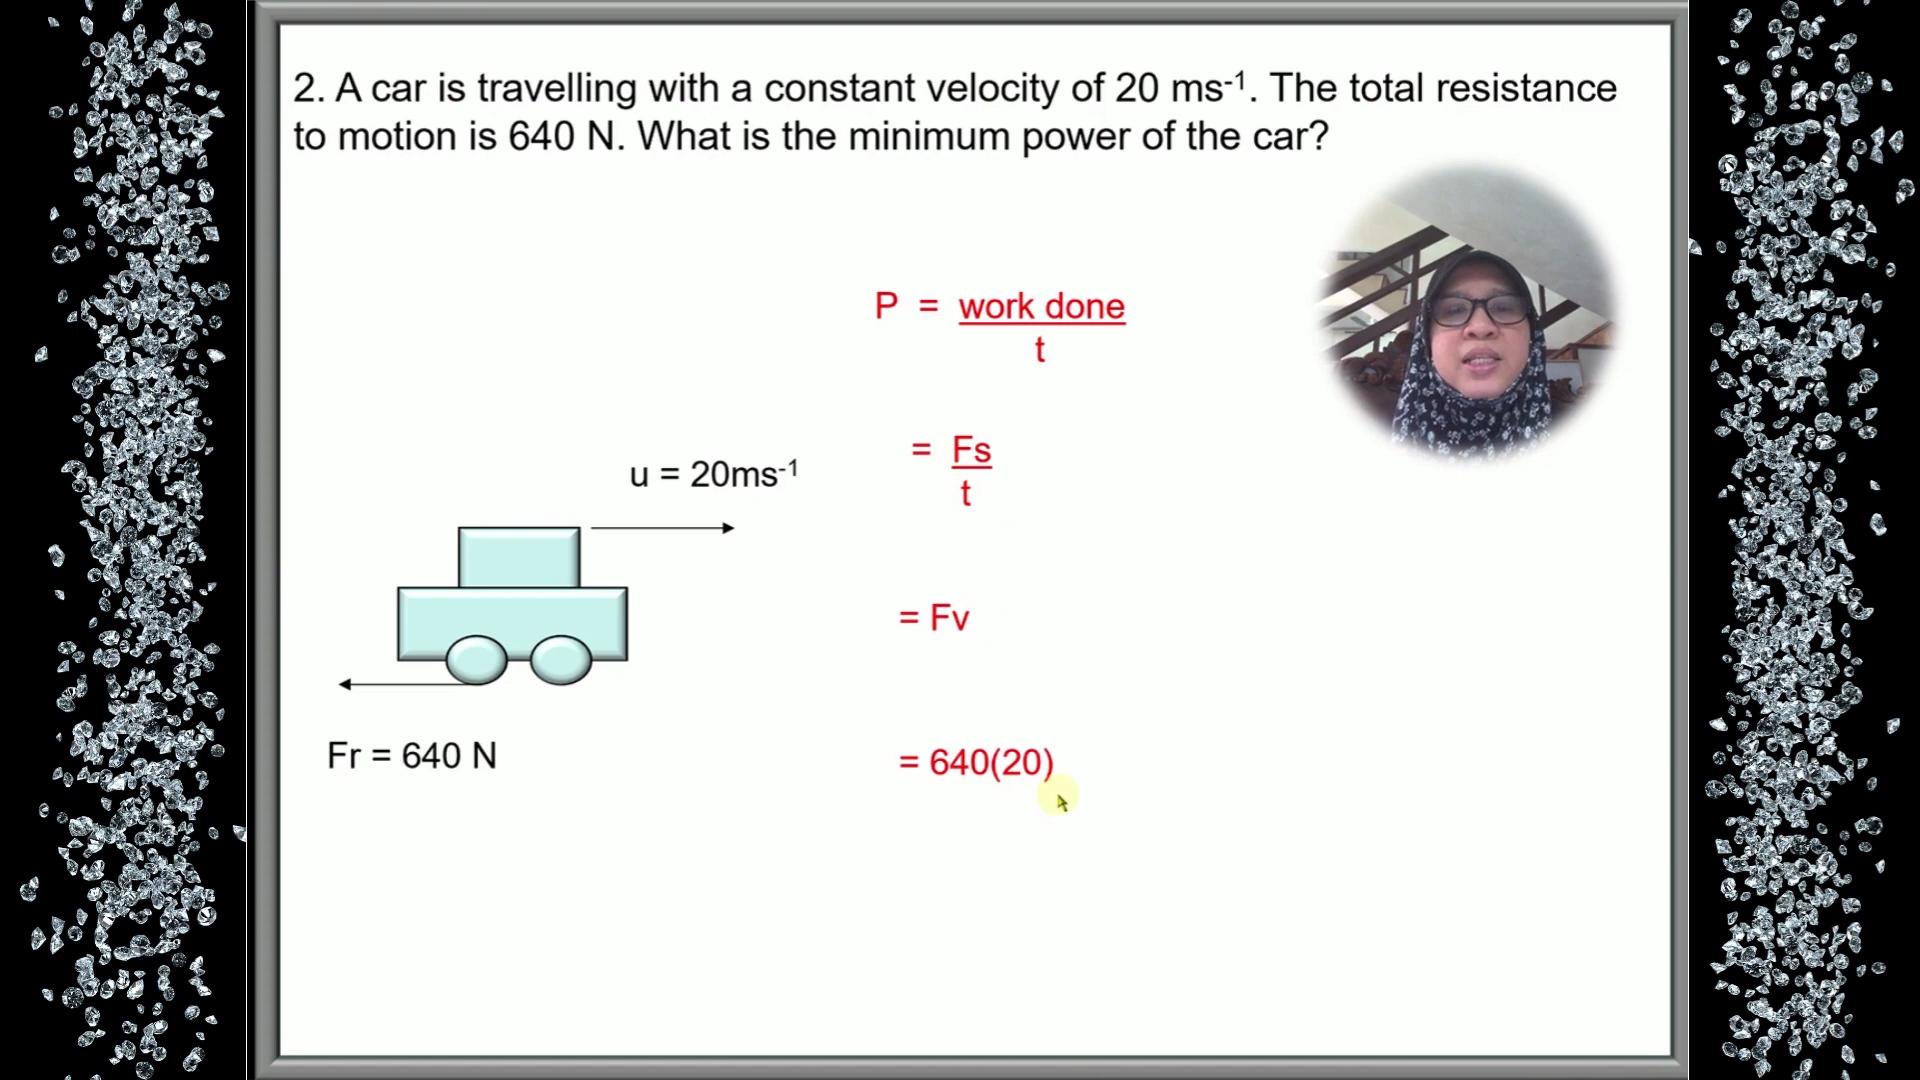 2. A car is travelling with a constant velocity of 20 ms-1. The total resistance
to motion is 640 N. What is the minimum power of the car?
P = work done
t
= Fs
t
u = 20ms-1
= Fv
Fr = 640 N
= 640(20)